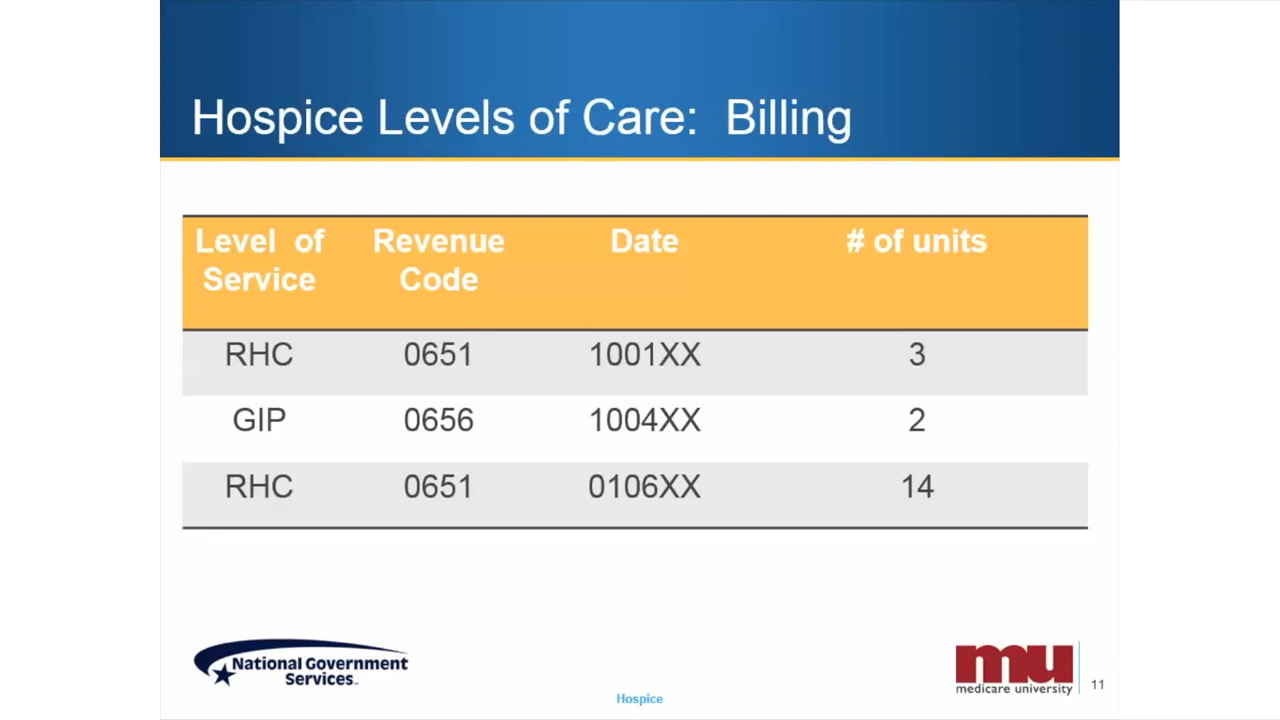 Hospice Levels of Care: Billing
Level of Service Revenue Code Date # of units
RHC 0651 1001XX 3
GIP 0656 1004XX 2
RHC 0651 0106XX 14
National Government
Services
mu
medicare university
11
Hospice